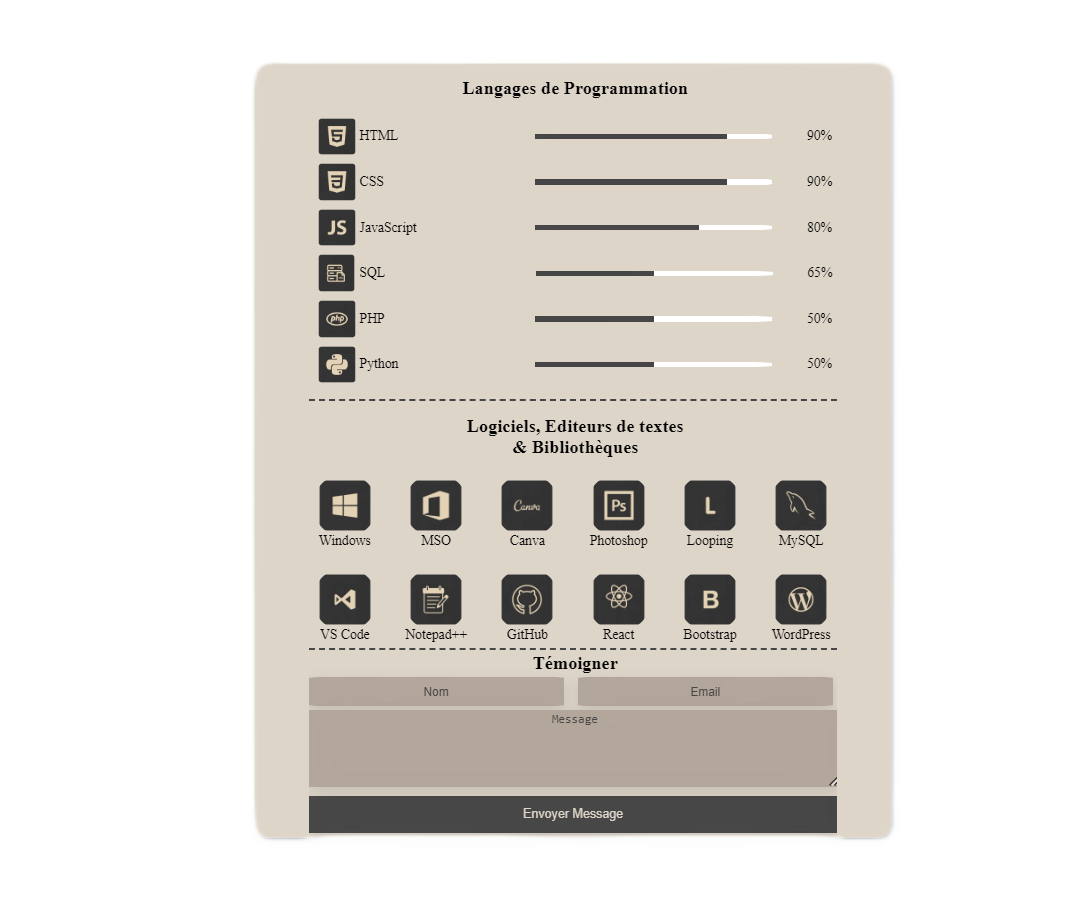 Langages de Programmation
HTML 90%
CSS 90%
JS JavaScript 80%
SQL 65%
php PHP 50%
Python 50%
Logiciels, Editeurs de textes
& Bibliothèques
Canva Ps L
Windows MSO Canva Photoshop Looping MySQL
B W
VS Code Notepad++ GitHub React Bootstrap WordPress
Témoigner
Nom Email
Message
Envoyer Message